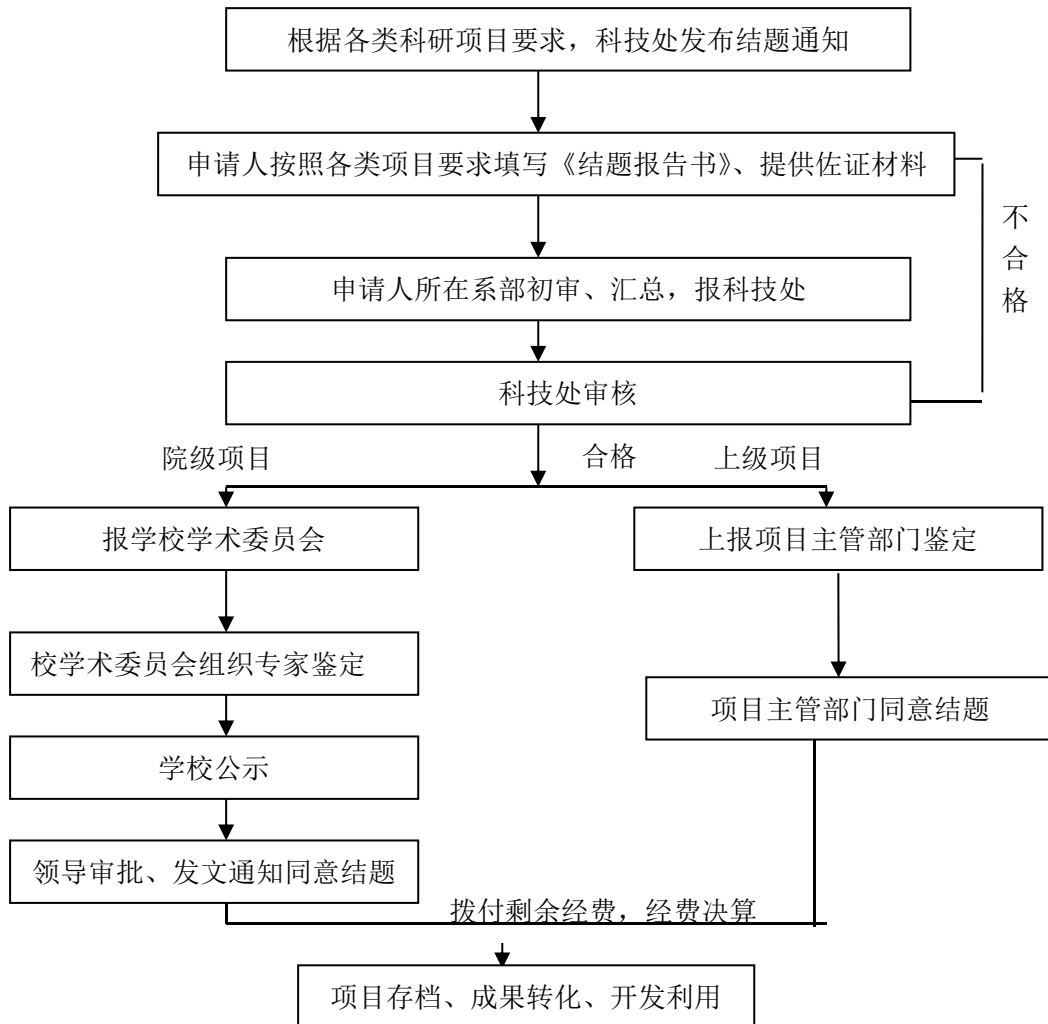 根据各类科研项目要求，科技处发布结题通知
申请人按照各类项目要求填写《结题报告书》、提供佐证材料
不
合
格
申请人所在系部初审、汇总，报科技处
科技处审核
院级项目
合格
上级项目
报学校学术委员会
上报项目主管部门鉴定
校学术委员会组织专家鉴定
项目主管部门同意结题
学校公示
领导审批、发文通知同意结题
拨付剩余经费，经费决算
项目存档、成果转化、开发利用